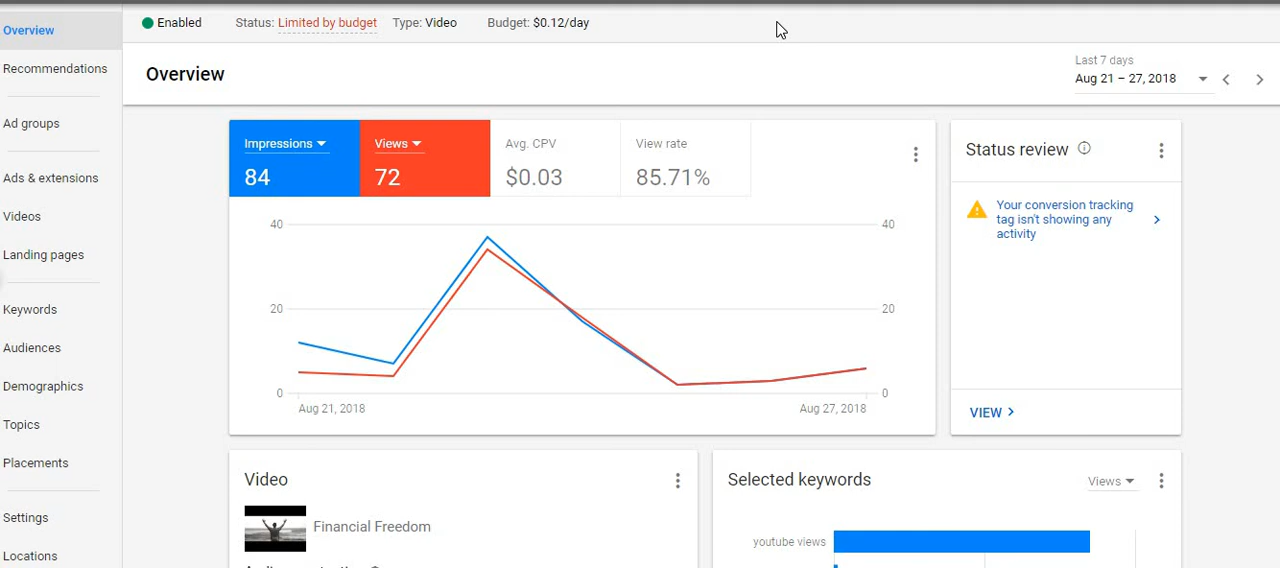 Overview
Recommendations
Ad groups
Ads & extensions
Videos
Landing pages
Keywords
Audiences
Demographics
Topics
Placements
Settings
Locations
Enabled Status: Limited by budget Type: Video Budget: $0.12/day
Overview
Last 7 days
Aug 21 – 27, 2018
Impressions Views Avg. CPV View rate
84 72 $0.03 85.71%
40 40
20 20
0 0
Aug 21, 2018 Aug 27, 2018
Status review
Your conversion tracking
tag isn't showing any
activity
VIEW
Video
Financial Freedom
Selected keywords Views
youtube views